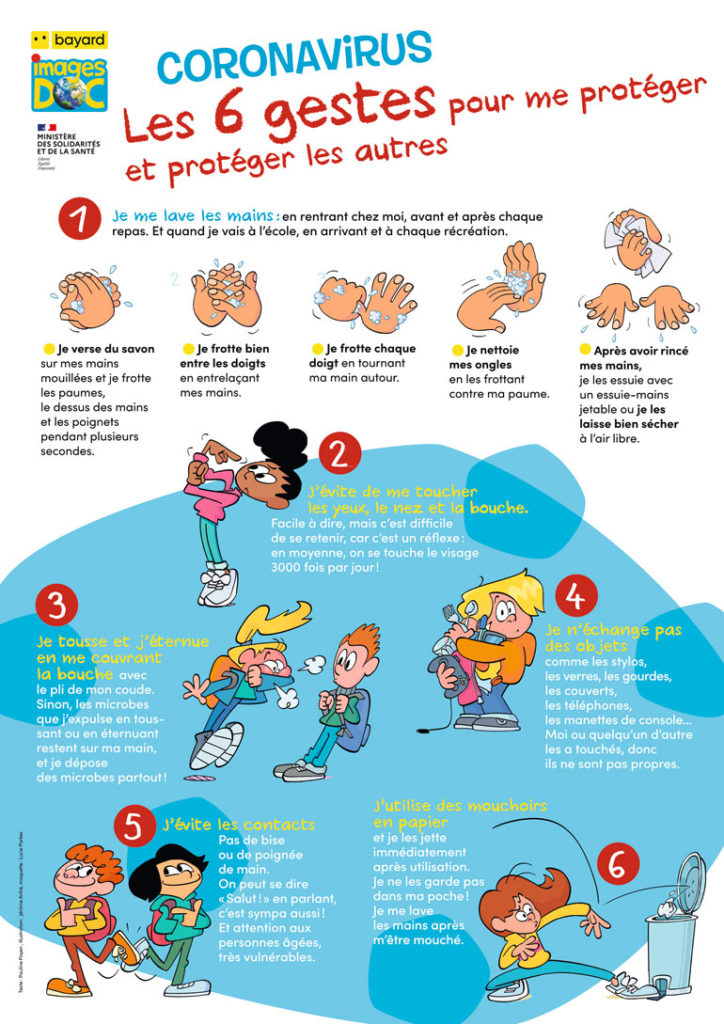 bayard
images
DOC
MINISTÈRE
DES SOLIDARITÉS
ET DE LA SANTÉ
Liberté
Égalité
Fraternité
CORONAVIRUS
Les 6 gestes pour me protéger
et protéger les autres
1
Je me lave les mains : en rentrant chez moi, avant et après chaque
repas. Et quand je vais à l'école, en arrivant et à chaque récréation.
2
Je verse du savon
sur mes mains
mouillées et je frotte
les paumes,
le dessus des mains
et les poignets
pendant plusieurs
secondes.
Je frotte bien
entre les doigts
en entrelaçant
mes mains.
Je frotte chaque
doigt en tournant
ma main autour.
Je nettoie
mes ongles
en les frottant
contre ma paume.
Après avoir rincé
mes mains,
je les essuie avec
un essuie-mains
jetable ou je les
laisse bien sécher
à l'air libre.
2
J'évite de me toucher
les yeux, le nez et la bouche.
Facile à dire, mais c'est difficile
de se retenir, car c'est un réflexe :
en moyenne, on se touche le visage
3000 fois par jour !
3
Je tousse et j'éternue
en me couvrant
la bouche avec
le pli de mon coude.
Sinon, les microbes
que j'expulse en tous-
sant ou en éternuant
restent sur ma main,
et je dépose
des microbes partout !
4
Je n'échange pas
des objets
comme les stylos,
les verres, les gourdes,
les couverts,
les téléphones,
les manettes de console...
Moi ou quelqu'un d'autre
les a touchés, donc
ils ne sont pas propres.
5
J'évite les contacts
Pas de bise
ou de poignée
de main.
On peut se dire
« Salut ! » en parlant,
c'est sympa aussi !
Et attention aux
personnes âgées,
très vulnérables.
J'utilise des mouchoirs
en papier
et je les jette
immédiatement
après utilisation.
Je ne les garde pas
dans ma poche !
Je me lave
les mains après
m'être mouché.
6